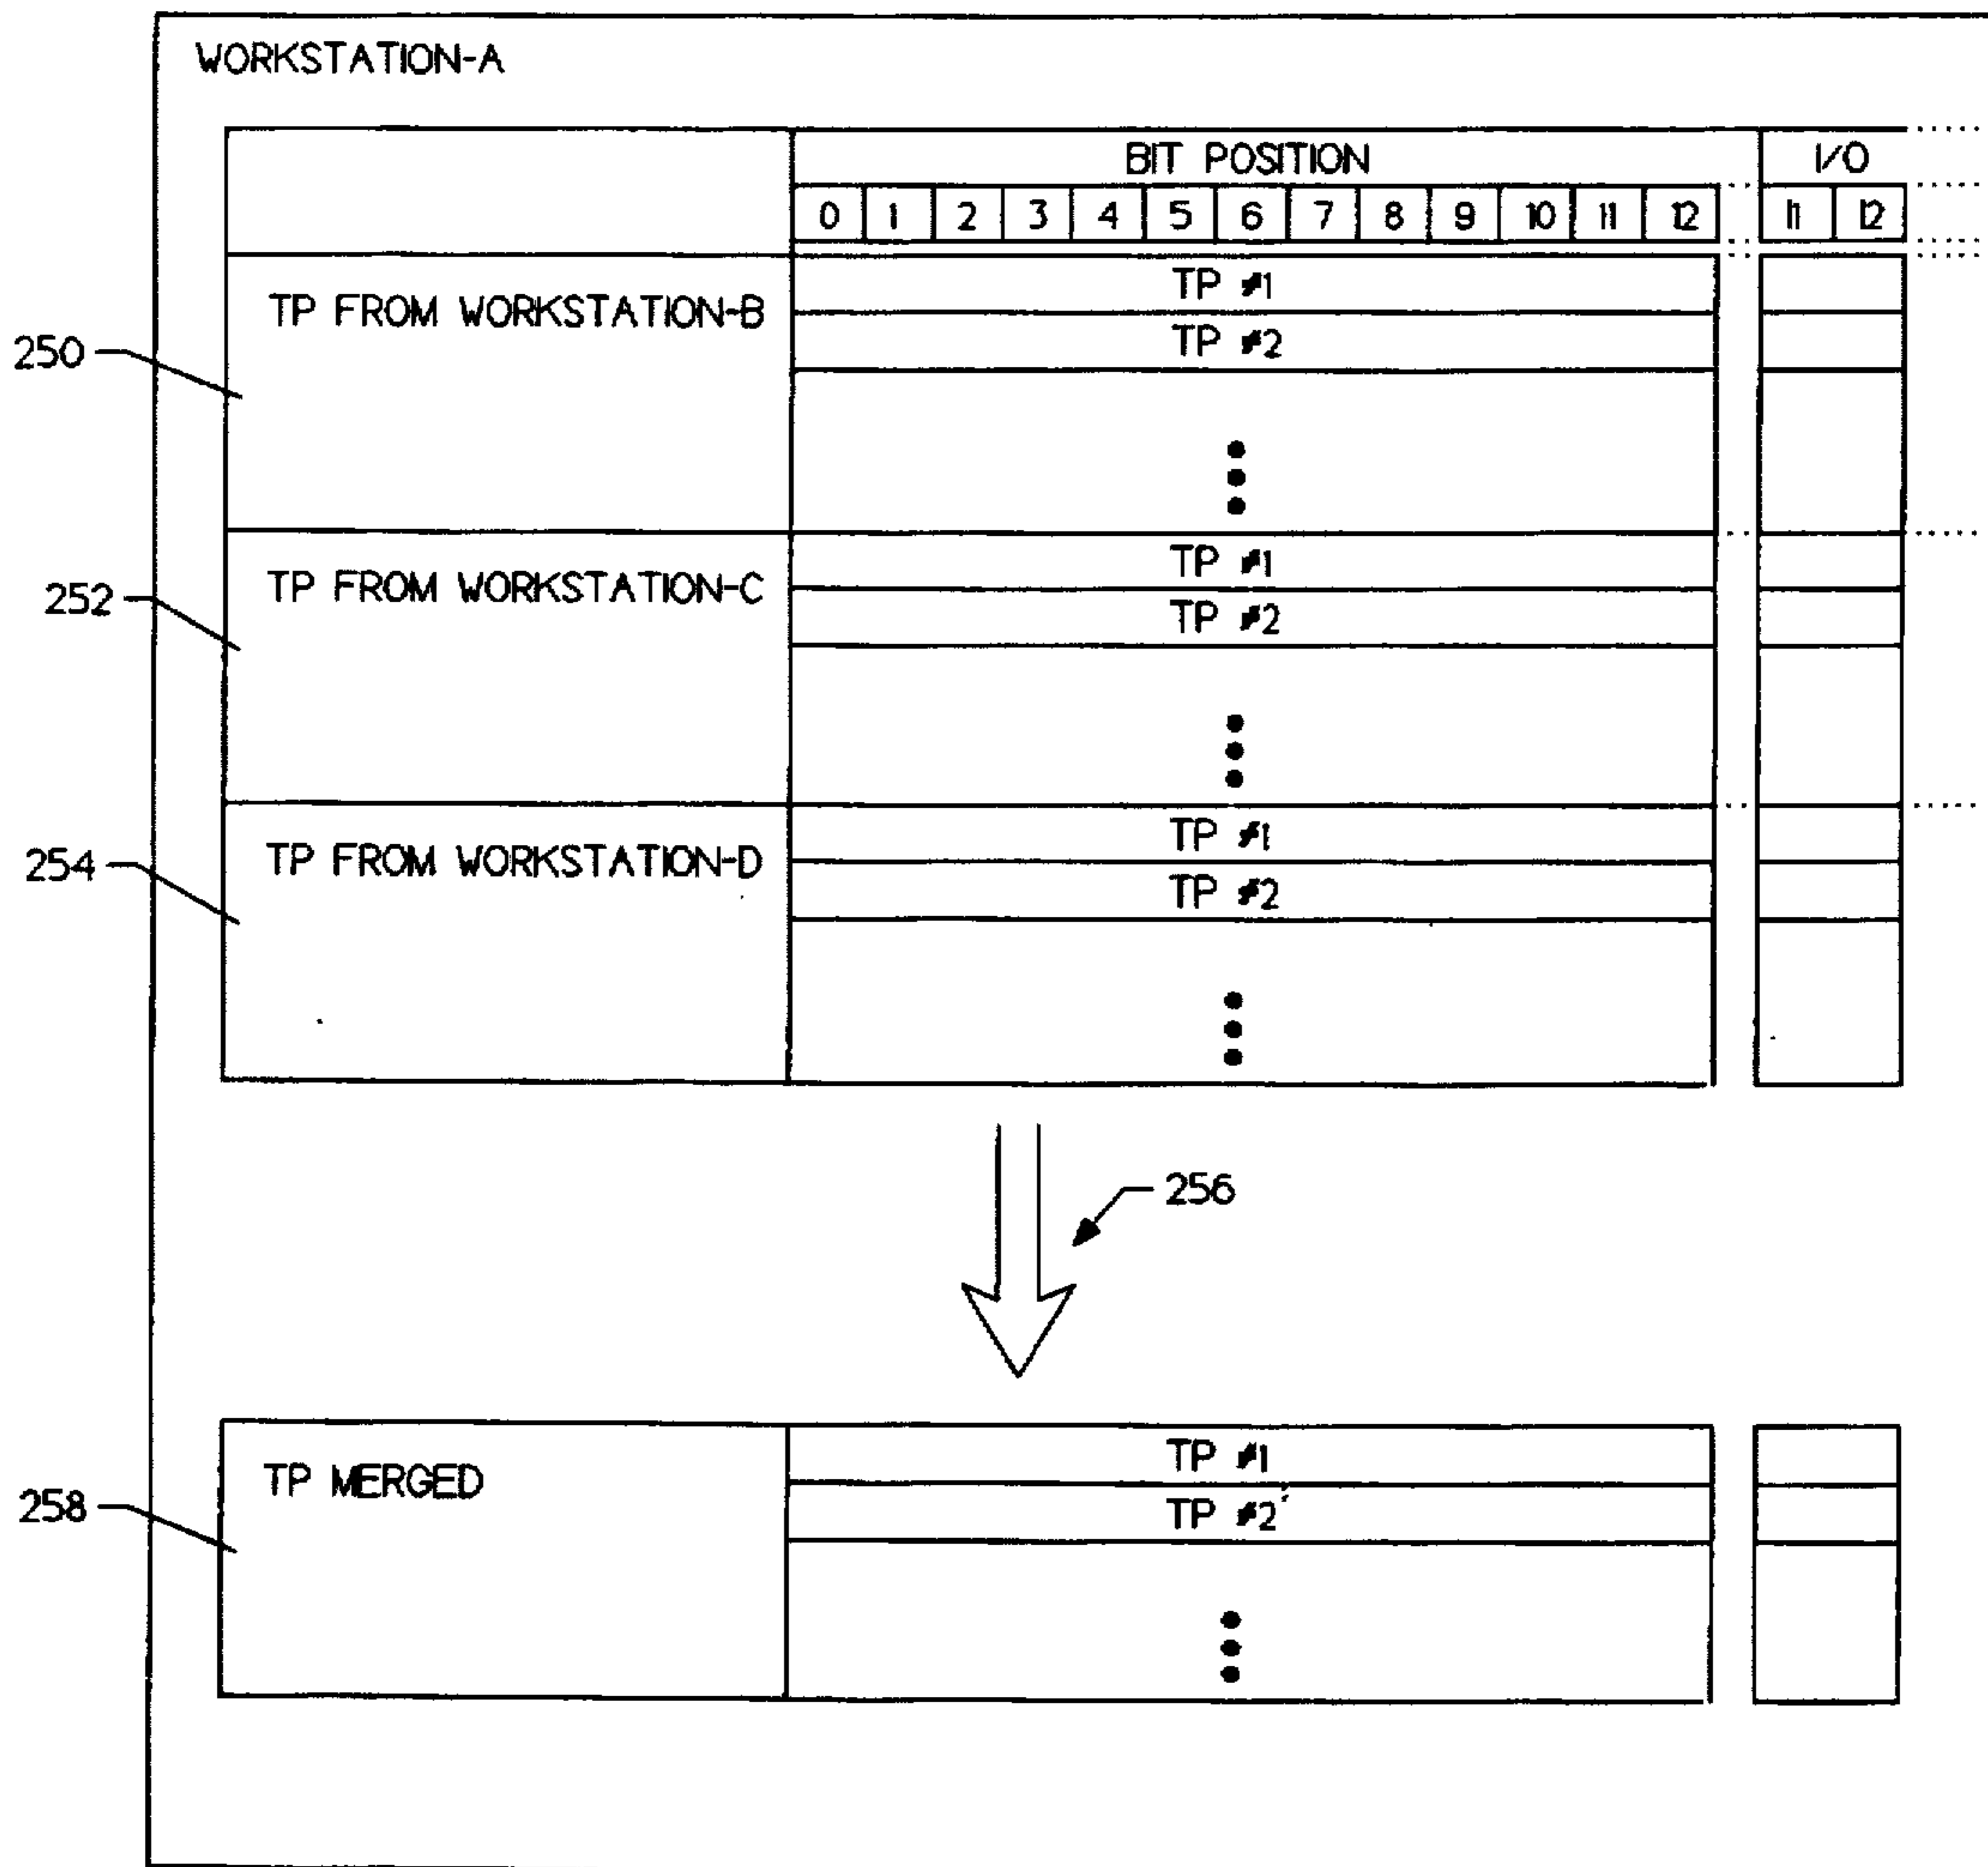 WORKSTATION-A
BIT POSITION I/O
0 1 2 3 4 5 6 7 8 9 10 11 12 I1 I2
TP FROM WORKSTATION-B
TP #1
TP #2
250
TP FROM WORKSTATION-C
TP #1
TP #2
252
TP FROM WORKSTATION-D
TP #1
TP #2
254
256
TP MERGED
TP #1
TP #2
258